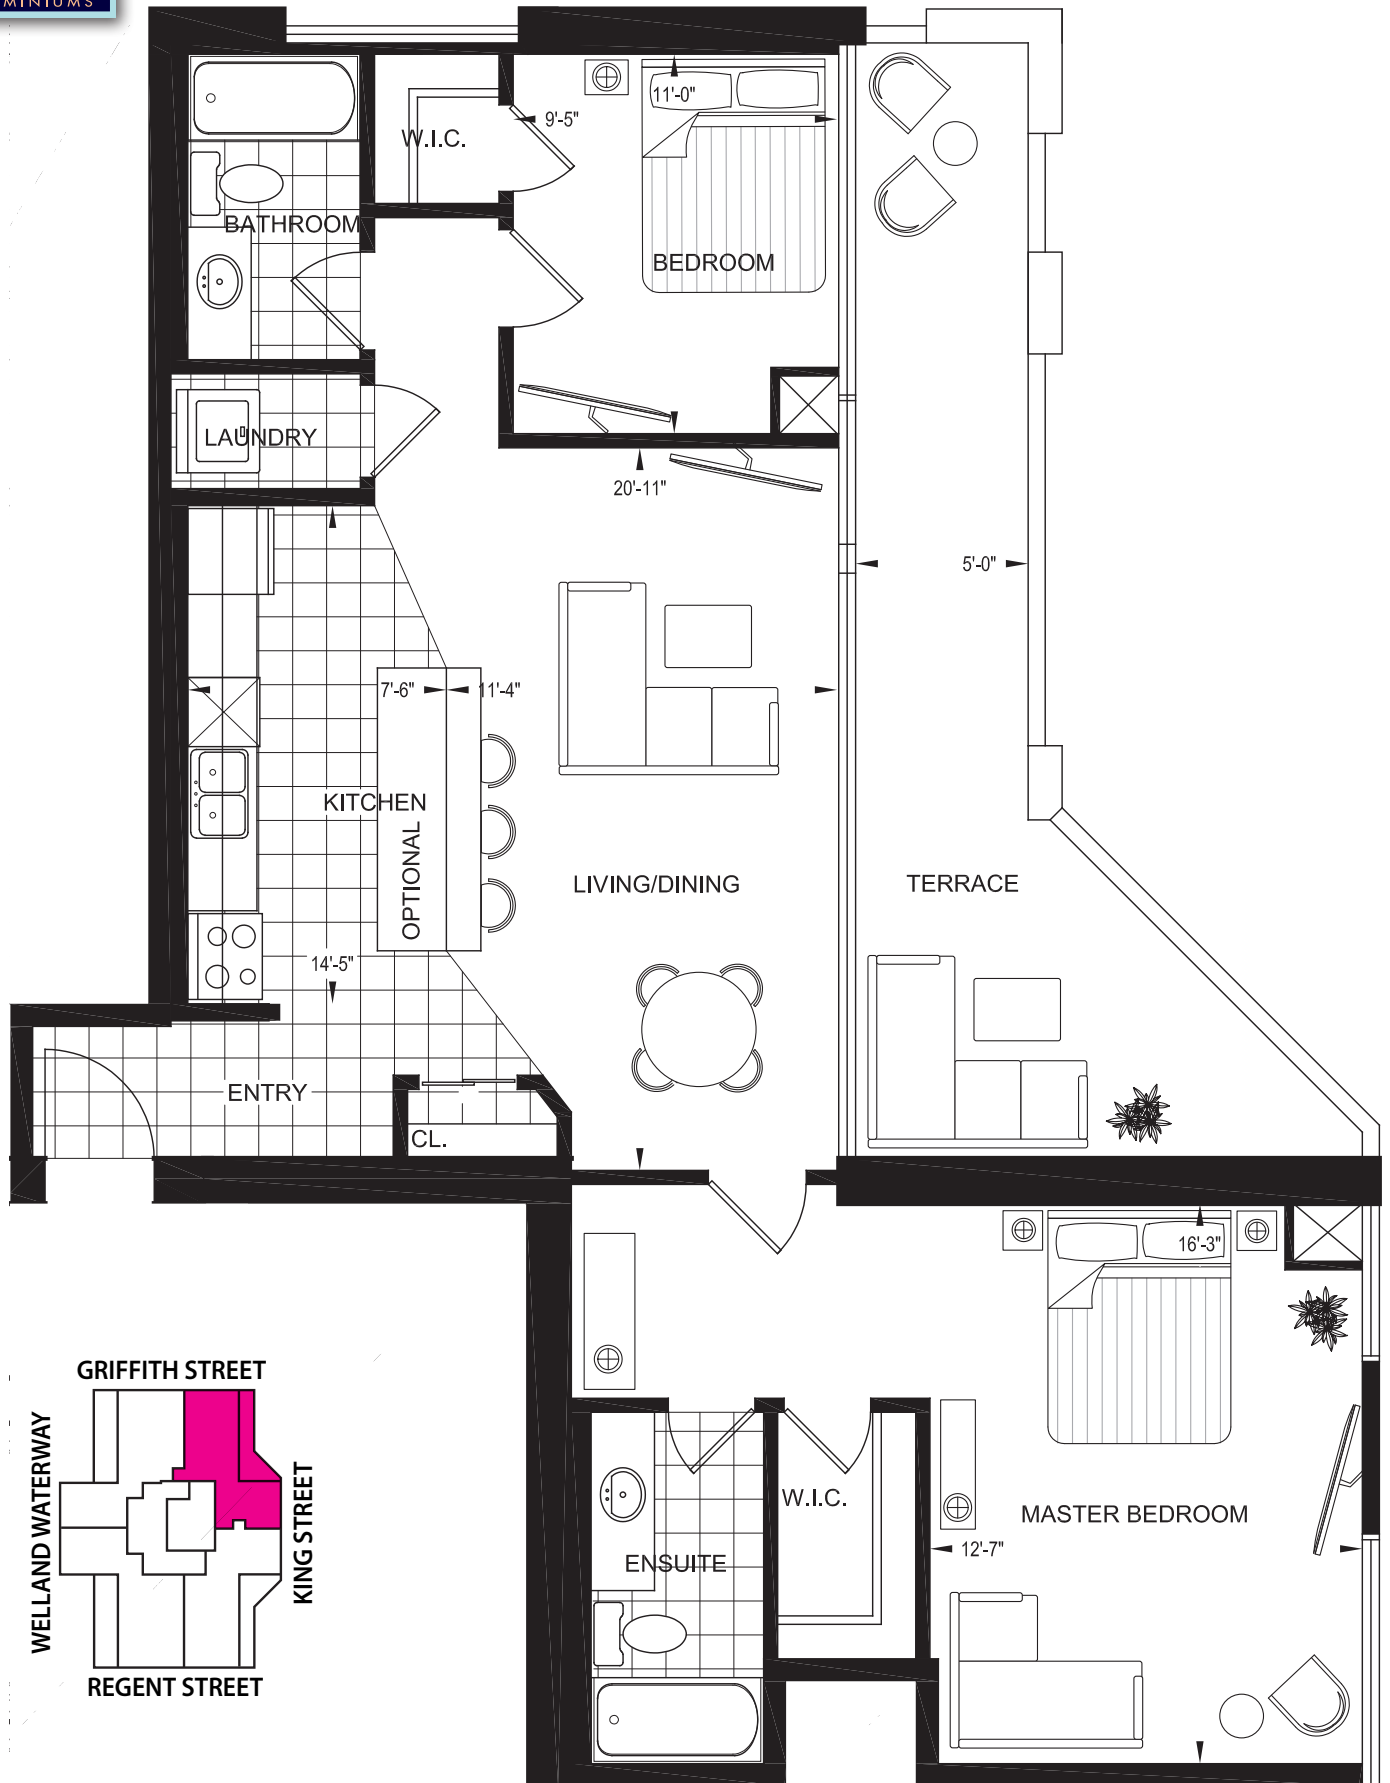 MINIUMS
11'-0"
9'-5"
W.I.C.
BATHROOM
BEDROOM
LAUNDRY
20'-11"
5'-0"
7'-6"
11'-4"
KITCHEN
OPTIONAL
LIVING/DINING
TERRACE
14'-5"
ENTRY
CL.
16'-3"
GRIFFITH STREET
WELLAND WATERWAY
KING STREET
REGENT STREET
W.I.C.
MASTER BEDROOM
12'-7"
ENSUITE